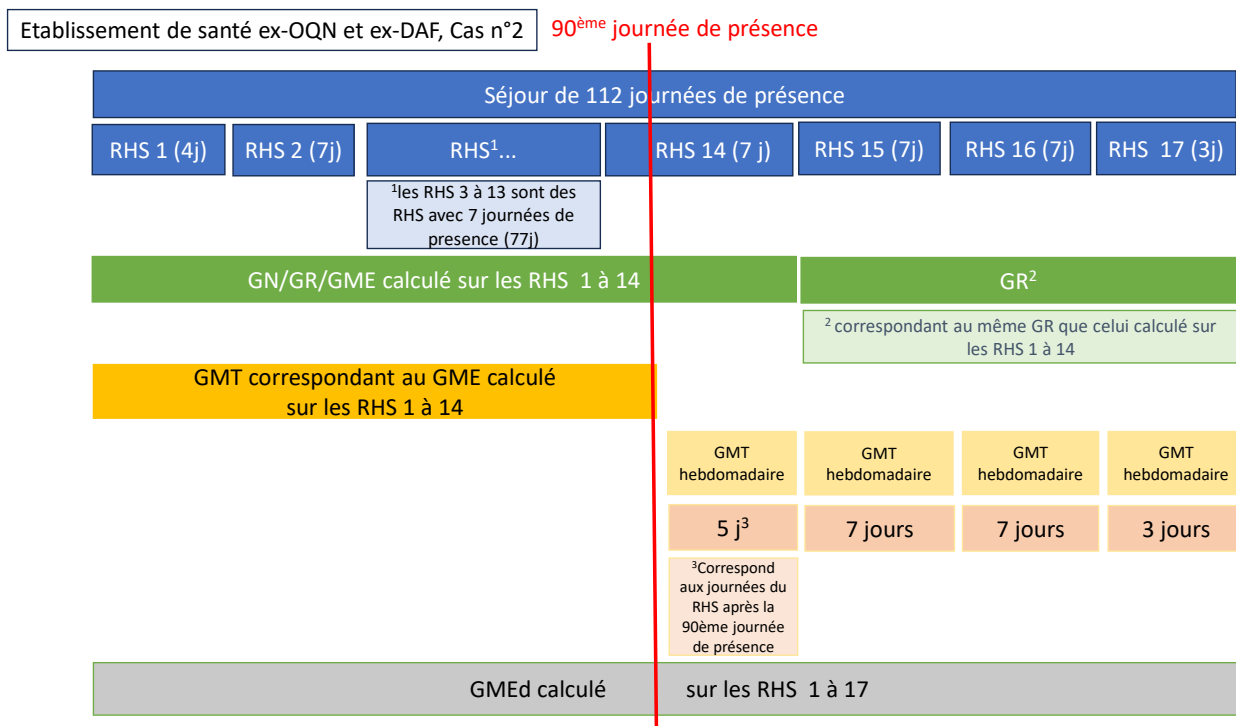 Etablissement de santé ex-OQN et ex-DAF, Cas n°2
90ème journée de présence
Séjour de 112 journées de présence
RHS 1 (4j)
RHS 2 (7j)
RHS¹...
RHS 14 (7 j)
RHS 15 (7j)
RHS 16 (7j)
RHS 17 (3j)
¹les RHS 3 à 13 sont des
RHS avec 7 journées de
presence (77j)
GN/GR/GME calculé sur les RHS 1 à 14
GR²
² correspondant au même GR que celui calculé sur
les RHS 1 à 14
GMT correspondant au GME calculé
sur les RHS 1 à 14
GMT
hebdomadaire
GMT
hebdomadaire
GMT
hebdomadaire
GMT
hebdomadaire
5 j³
7 jours
7 jours
3 jours
³Correspond
aux journées du
RHS après la
90ème journée
de présence
GMEd calculé sur les RHS 1 à 17